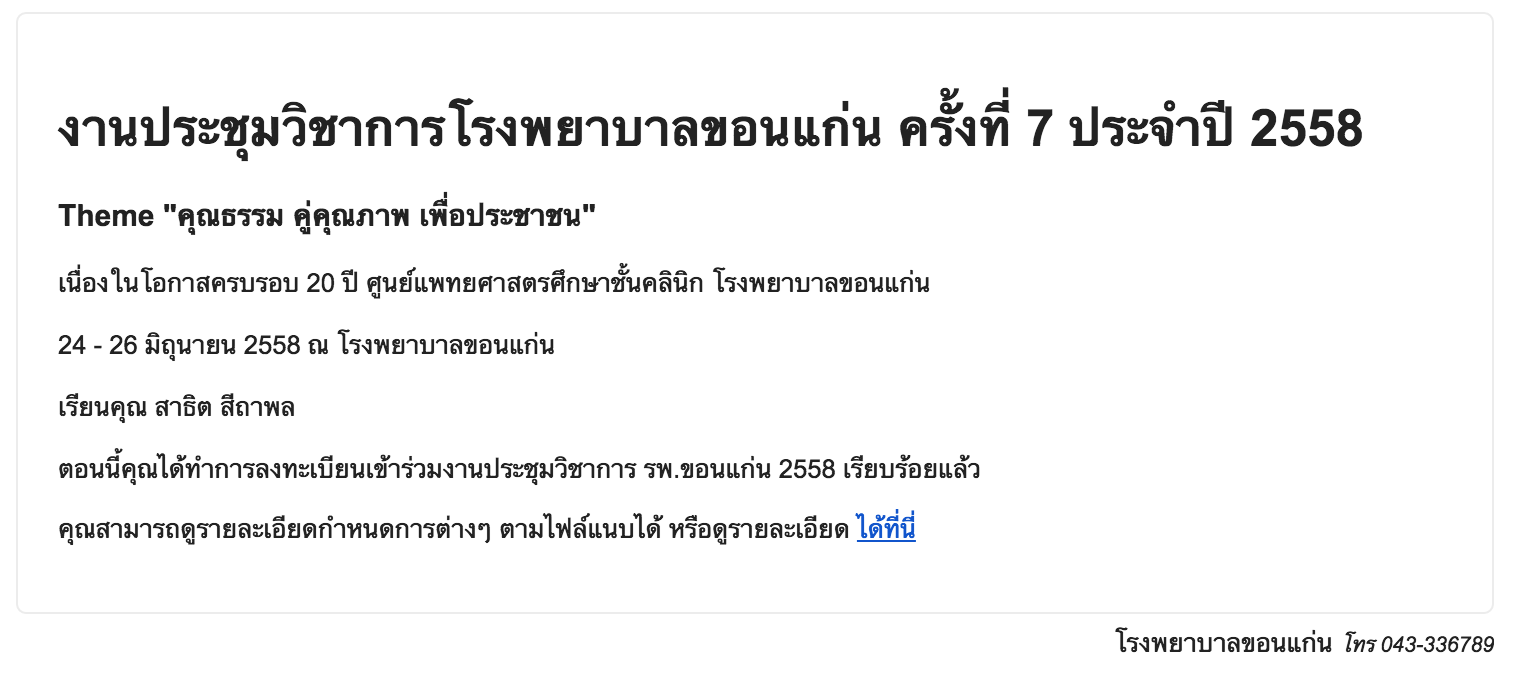 งานประชุมวิชาการโรงพยาบาลขอนแก่น ครั้งที่ 7 ประจำปี 2558
Theme "คุณธรรม คู่คุณภาพ เพื่อประชาชน"
เนื่องในโอกาสครบรอบ 20 ปี ศูนย์แพทยศาสตรศึกษาชั้นคลินิก โรงพยาบาลขอนแก่น
24 - 26 มิถุนายน 2558 ณ โรงพยาบาลขอนแก่น
เรียนคุณ สาธิต สีถาพล
ตอนนี้คุณได้ทำการลงทะเบียนเข้าร่วมงานประชุมวิชาการ รพ.ขอนแก่น 2558 เรียบร้อยแล้ว
คุณสามารถดูรายละเอียดกำหนดการต่างๆ ตามไฟล์แนบได้ หรือดูรายละเอียด ได้ที่นี่
โรงพยาบาลขอนแก่น โทร 043-336789